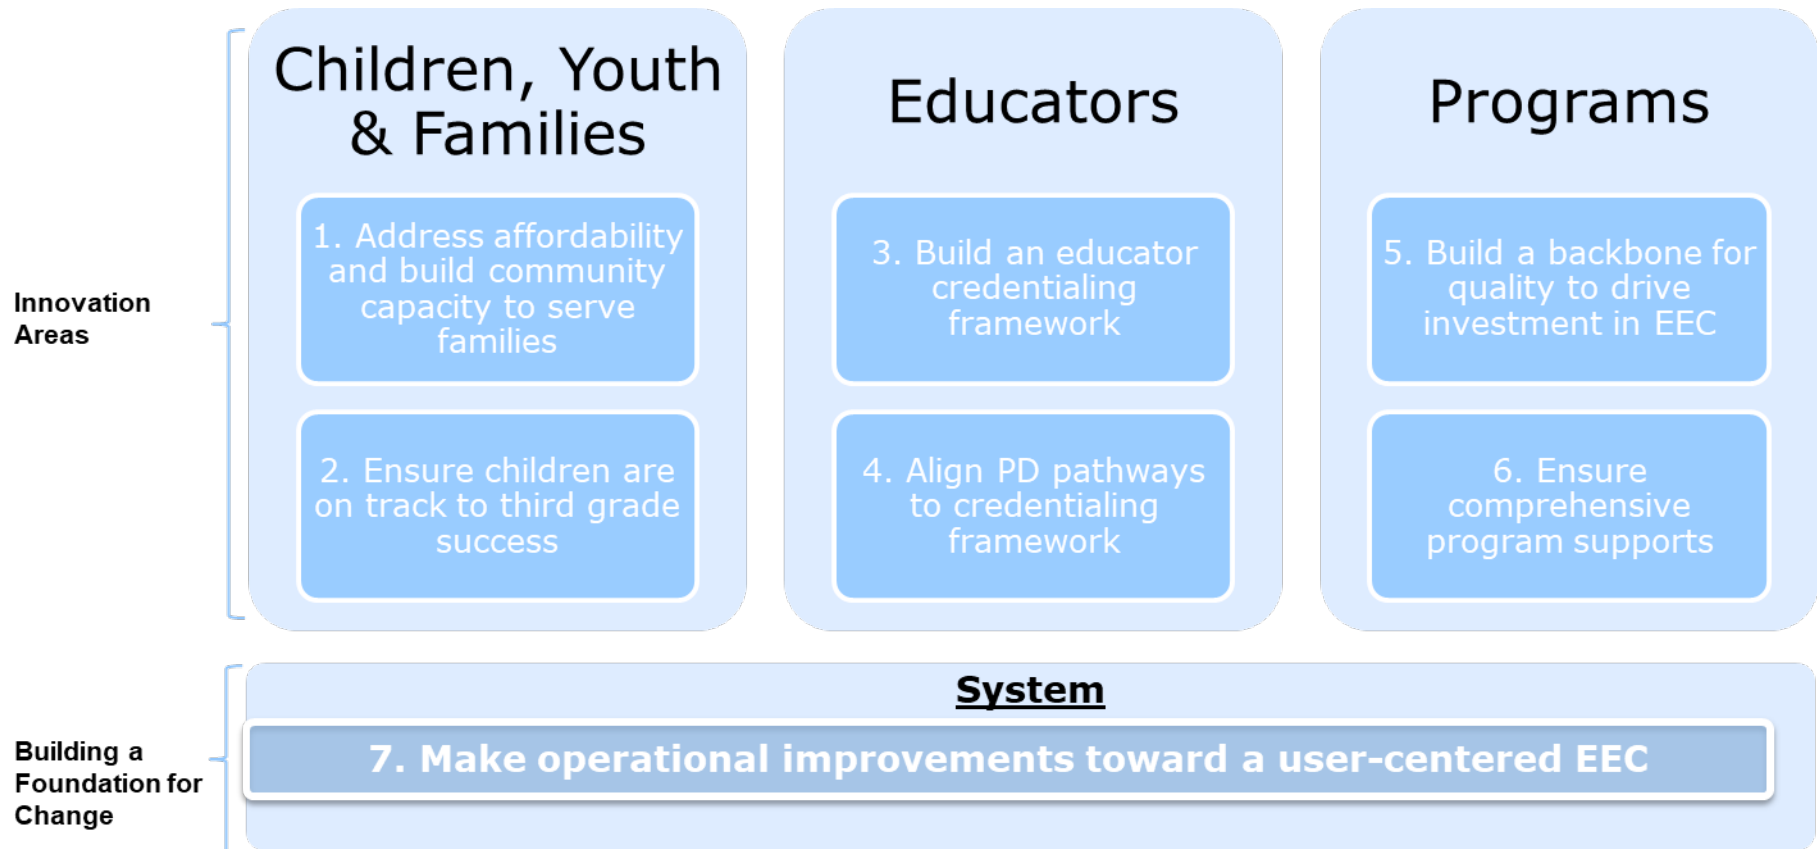 Children, Youth
& Families
Educators
Programs
Innovation
Areas
1. Address affordability
and build community
capacity to serve
families
2. Ensure children are
on track to third grade
success
3. Build an educator
credentialing
framework
4. Align PD pathways
to credentialing
framework
5. Build a backbone for
quality to drive
investment in EEC
6. Ensure
comprehensive
program supports
Building a
Foundation for
Change
System
7. Make operational improvements toward a user-centered EEC